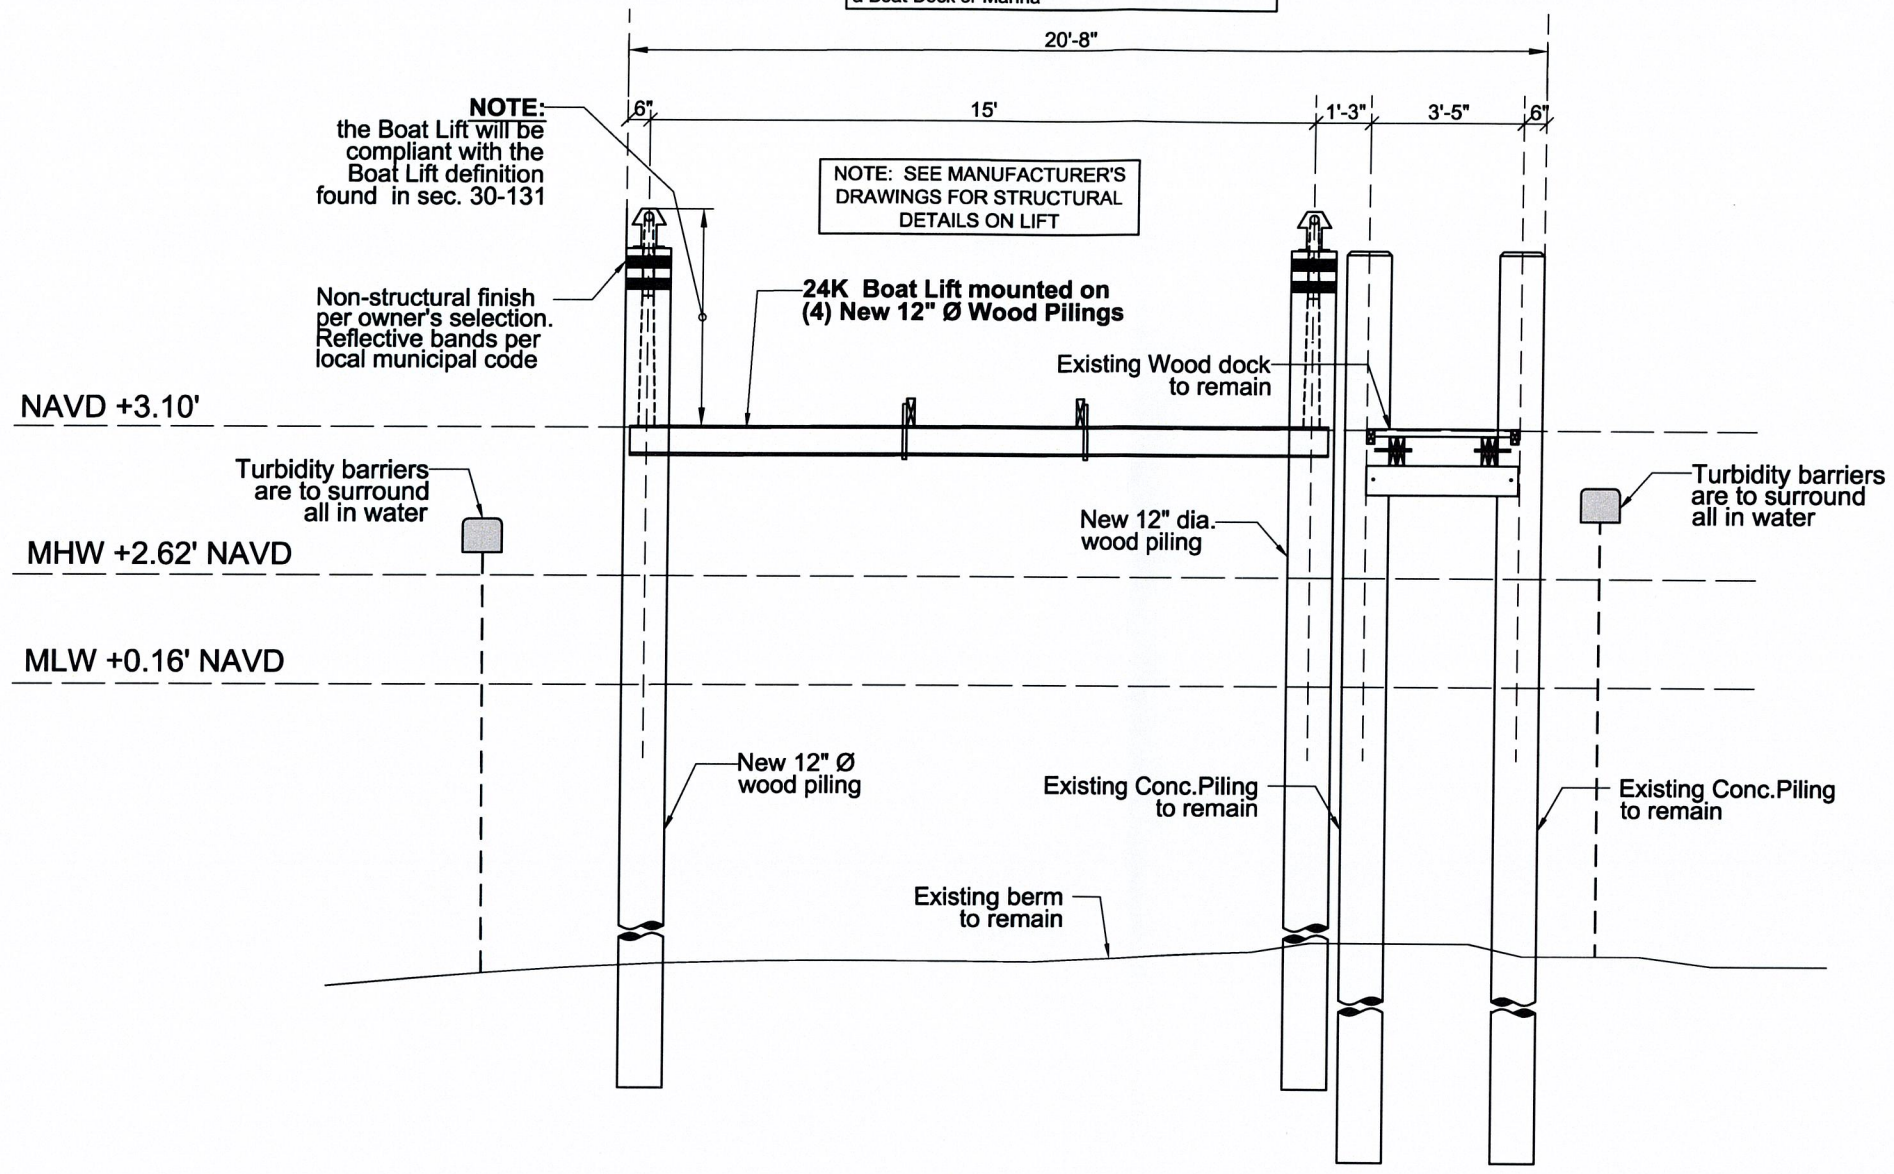 a Boat Dock or Marina
20'-8"
6"
15'
1'-3"
3'-5"
6"
NOTE:
the Boat Lift will be
compliant with the
Boat Lift definition
found in sec. 30-131
NOTE: SEE MANUFACTURER'S
DRAWINGS FOR STRUCTURAL
DETAILS ON LIFT
Non-structural finish
per owner's selection.
Reflective bands per
local municipal code
24K Boat Lift mounted on
(4) New 12" Ø Wood Pilings
Existing Wood dock
to remain
NAVD +3.10'
Turbidity barriers
are to surround
all in water
Turbidity barriers
are to surround
all in water
New 12" dia.
wood piling
MHW +2.62' NAVD
MLW +0.16' NAVD
New 12" Ø
wood piling
Existing Conc.Piling
to remain
Existing Conc.Piling
to remain
Existing berm
to remain